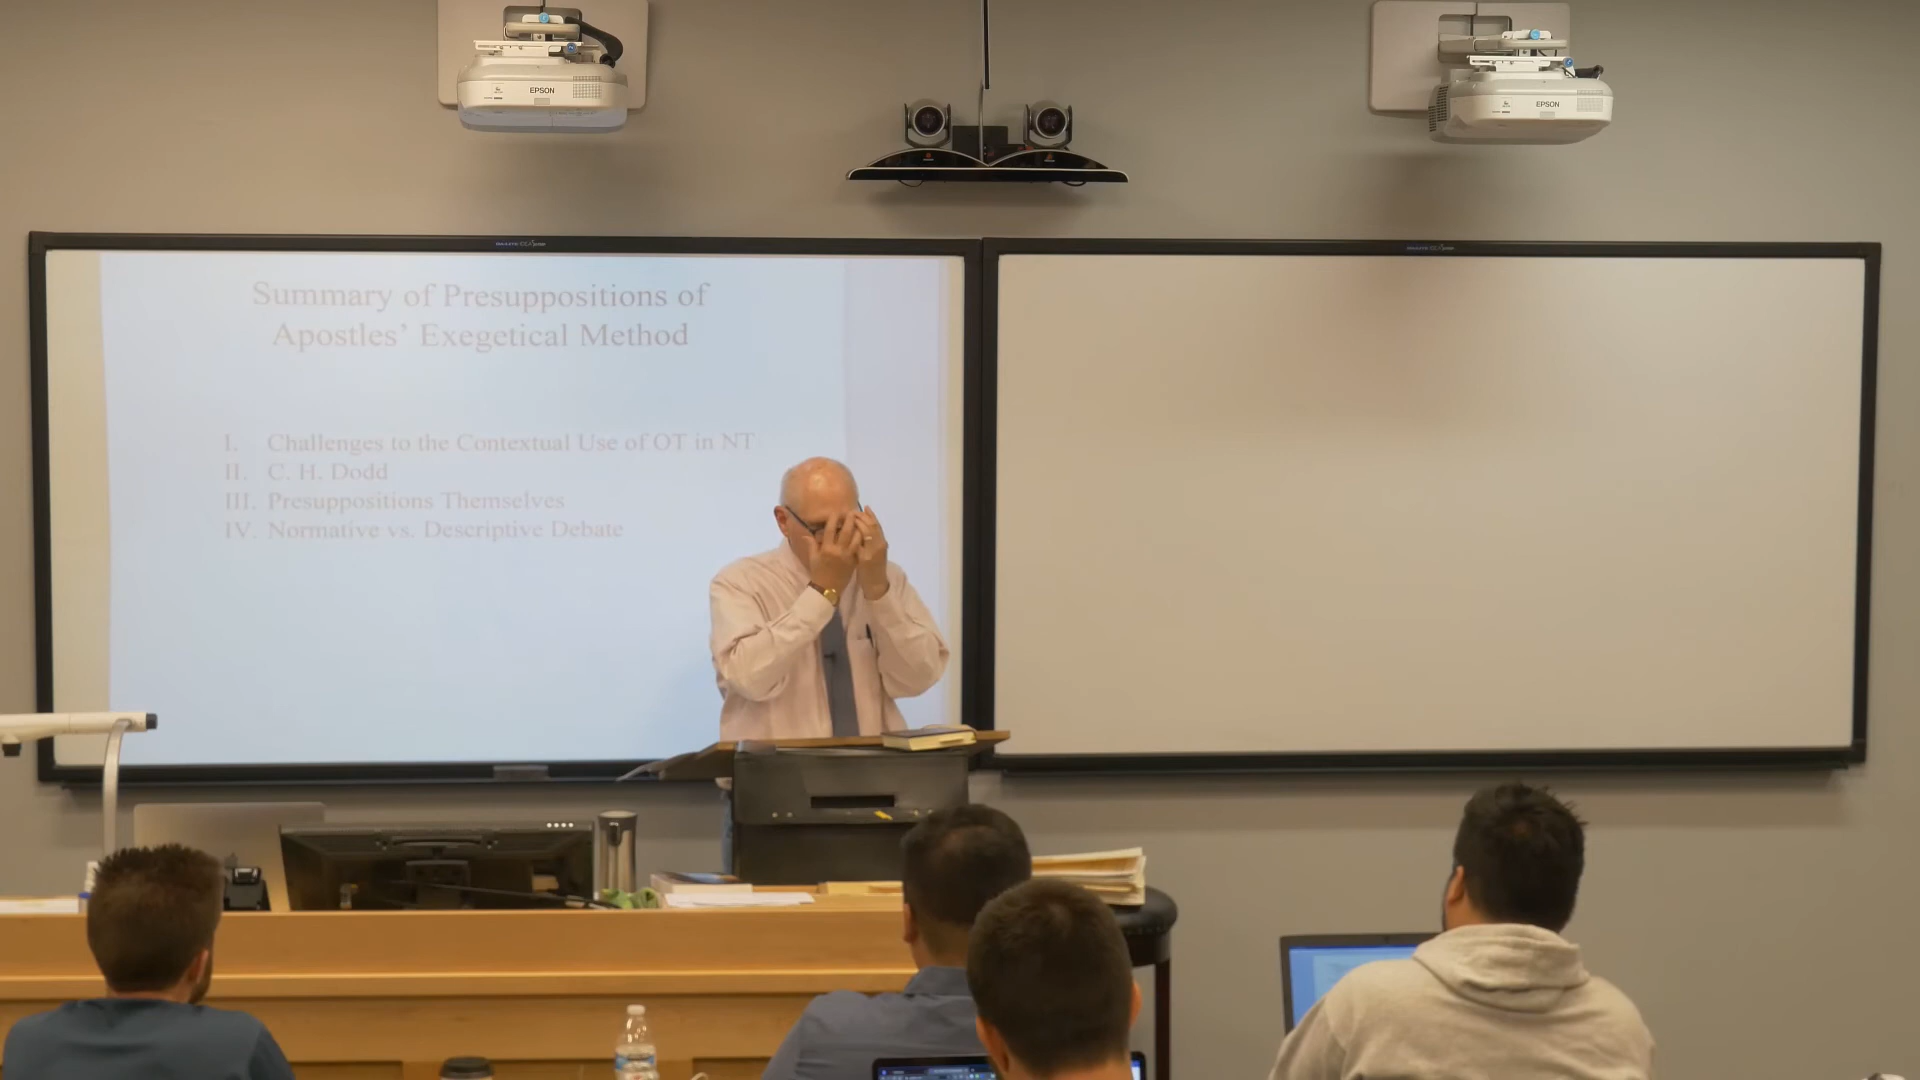 EPSON
EPSON
Summary of Presuppositions of
Apostles' Exegetical Method
I. Challenges to the Contextual Use of OT in NT
II. C. H. Dodd
III. Presuppositions Themselves
IV. Normative vs. Descriptive Debate